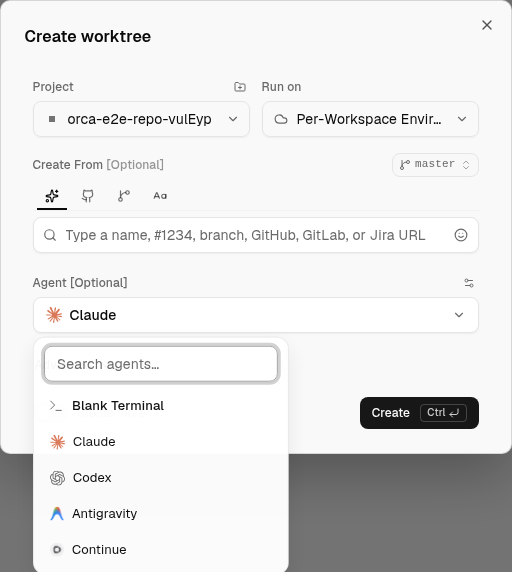 Create worktree
Project
Run on
orca-e2e-repo-vulEyp
Per-Workspace Envir...
Create From [Optional]
master
Aa
Type a name, #1234, branch, GitHub, GitLab, or Jira URL
Agent [Optional]
Claude
Search agents...
Blank Terminal
Claude
Codex
Antigravity
Continue
Create Ctrl